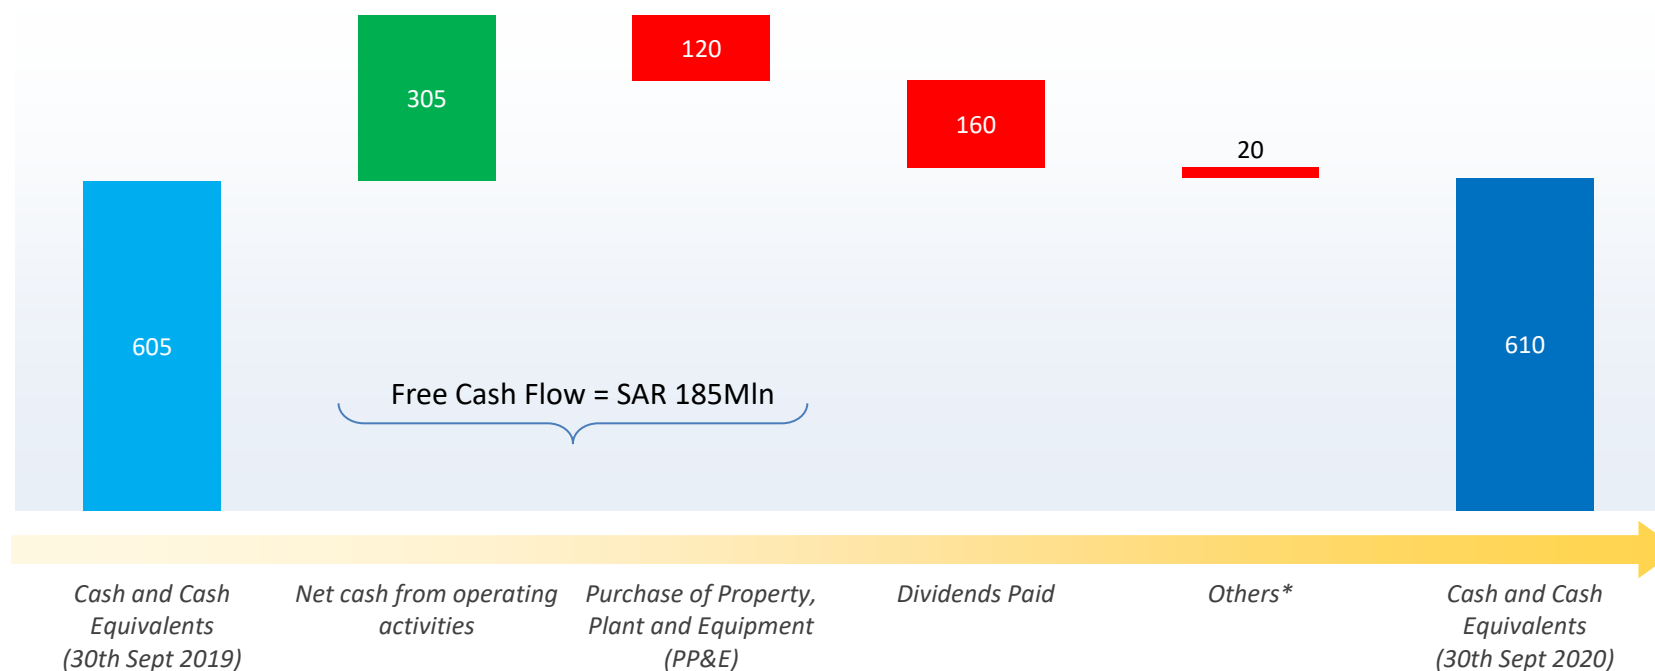 120
305
160
20
605
610
Free Cash Flow = SAR 185Mln
Cash and Cash
Equivalents
(30th Sept 2019)
Net cash from operating
activities
Purchase of Property,
Plant and Equipment
(PP&E)
Dividends Paid
Others*
Cash and Cash
Equivalents
(30th Sept 2020)